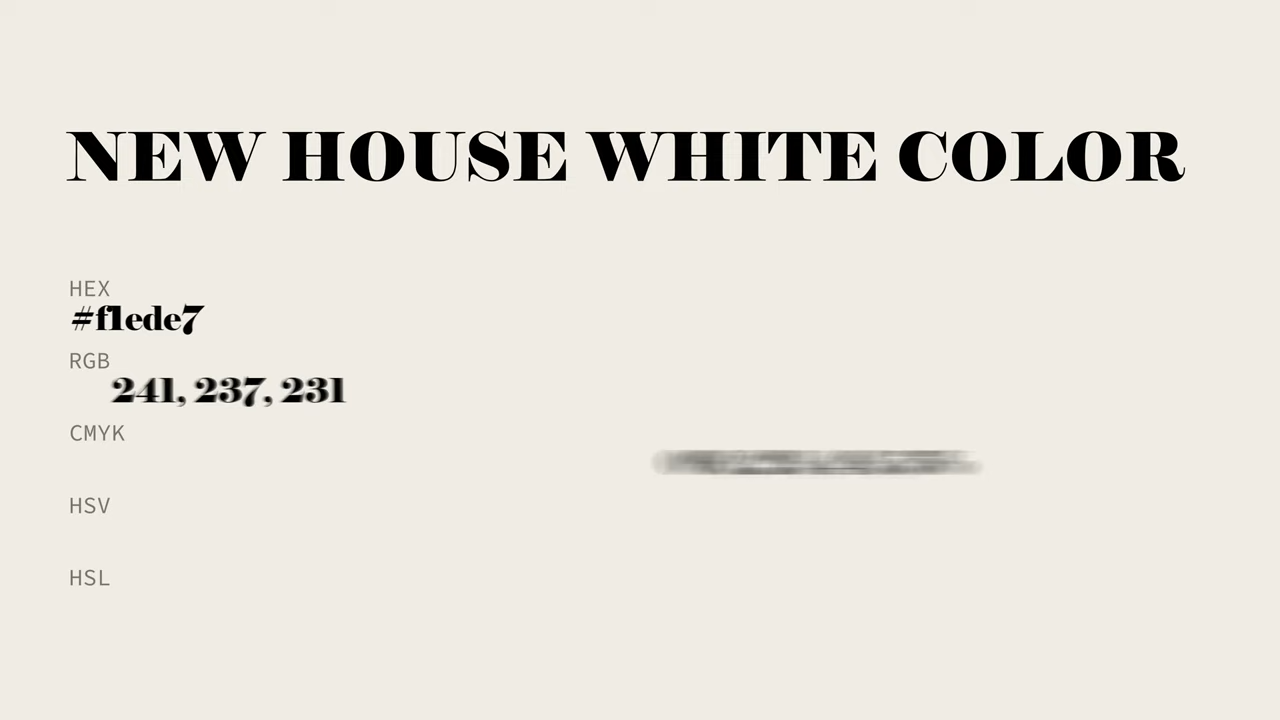 NEW HOUSE WHITE COLOR
HEX
#f1ede7
RGB
241, 237, 231
CMYK
HSV
HSL